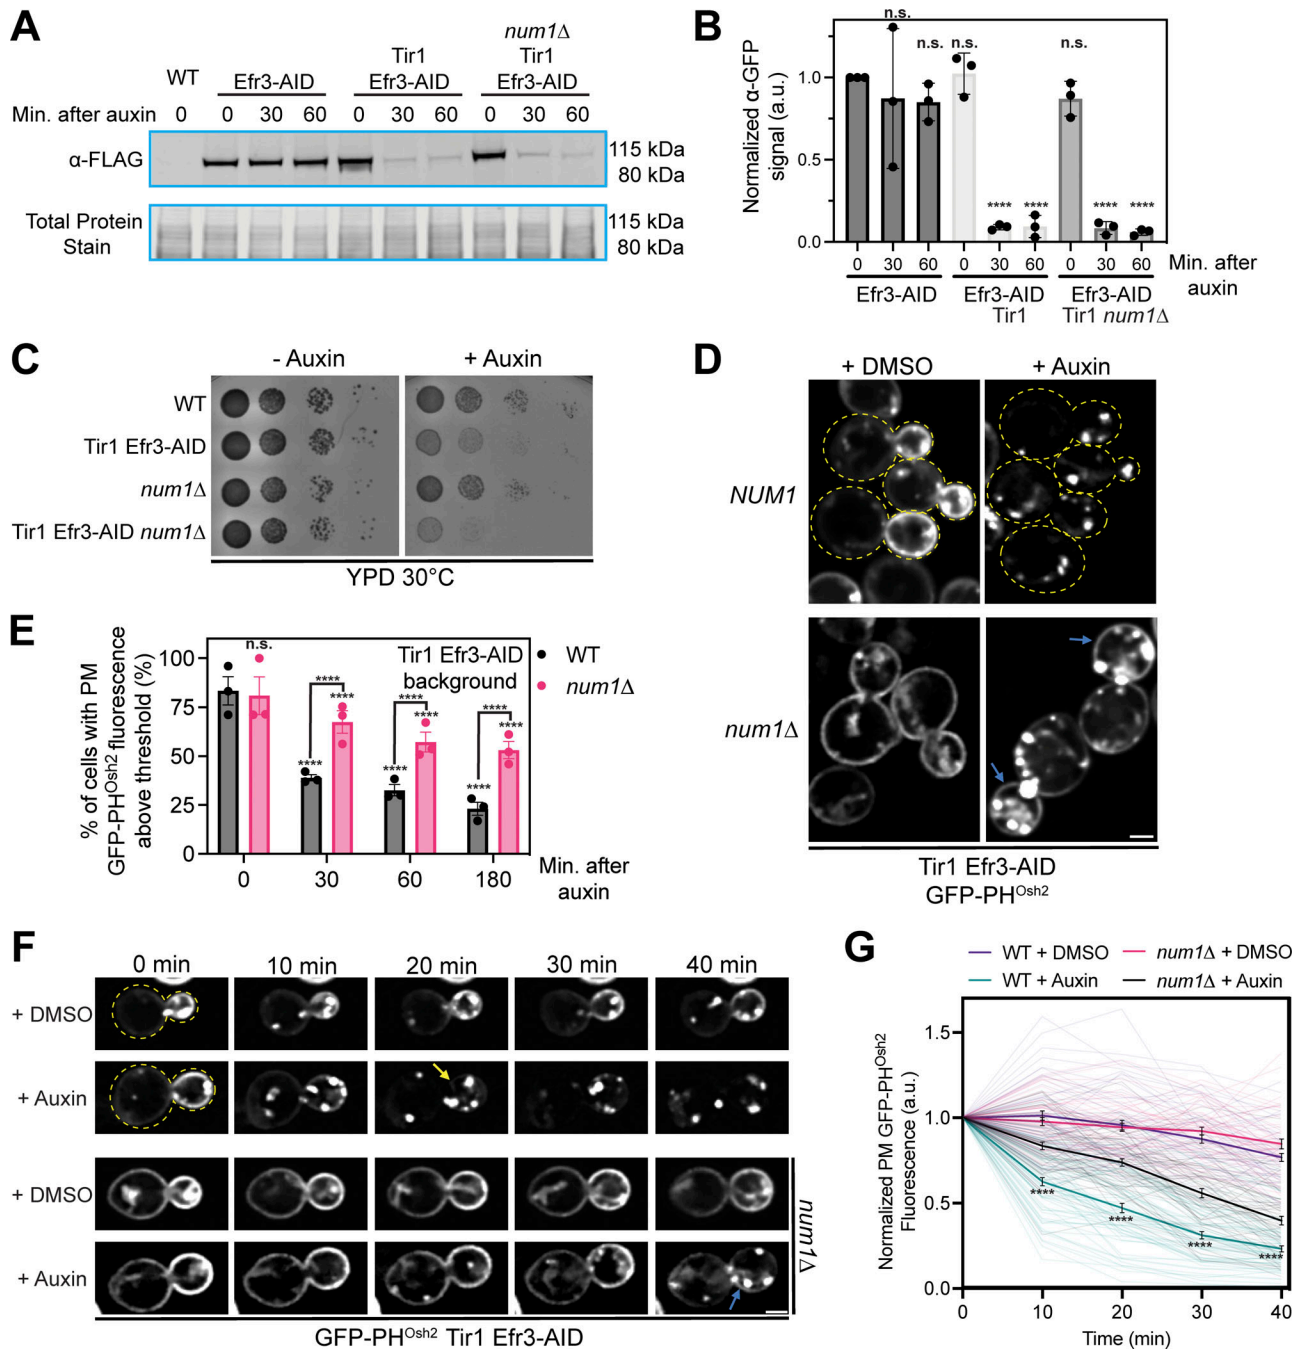 A
WT
Efr3-AID
Tir1
Efr3-AID
num1Δ
Tir1
Efr3-AID
Min. after auxin 0 0 30 60 0 30 60 0 30 60
α-FLAG
115 kDa
80 kDa
Total Protein
Stain
115 kDa
80 kDa
B
Normalized α-GFP
signal (a.u.)
1.0
0.5
0.0
n.s.
n.s. n.s. n.s.
**** **** **** ****
0 30 60 0 30 60 0 30 60 Min. after
auxin
Efr3-AID
Efr3-AID
Tir1
Efr3-AID
Tir1 num1Δ
C
- Auxin + Auxin
WT
Tir1 Efr3-AID
num1Δ
Tir1 Efr3-AID num1Δ
YPD 30°C
D
+ DMSO + Auxin
NUM1
num1Δ
Tir1 Efr3-AID
GFP-PHOsh2
E
% of cells with PM
GFP-PHOsh2 fluorescence
above threshold (%)
100
75
50
25
0
n.s.
**** **** ****
**** **** ****
**** **** ****
Tir1 Efr3-AID
background
WT
num1Δ
0 30 60 180
Min. after
auxin
F
0 min 10 min 20 min 30 min 40 min
+ DMSO
+ Auxin
+ DMSO
+ Auxin
num1Δ
GFP-PHOsh2 Tir1 Efr3-AID
G
WT + DMSO num1Δ + DMSO
WT + Auxin num1Δ + Auxin
Normalized PM GFP-PHOsh2
Fluorescence (a.u.)
1.5
1.0
0.5
0.0
**** **** **** ****
0 10 20 30 40
Time (min)